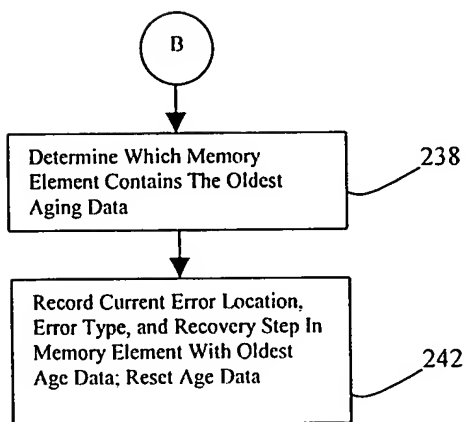 B
Determine Which Memory
Element Contains The Oldest
Aging Data
238
Record Current Error Location,
Error Type, and Recovery Step In
Memory Element With Oldest
Age Data; Reset Age Data
242